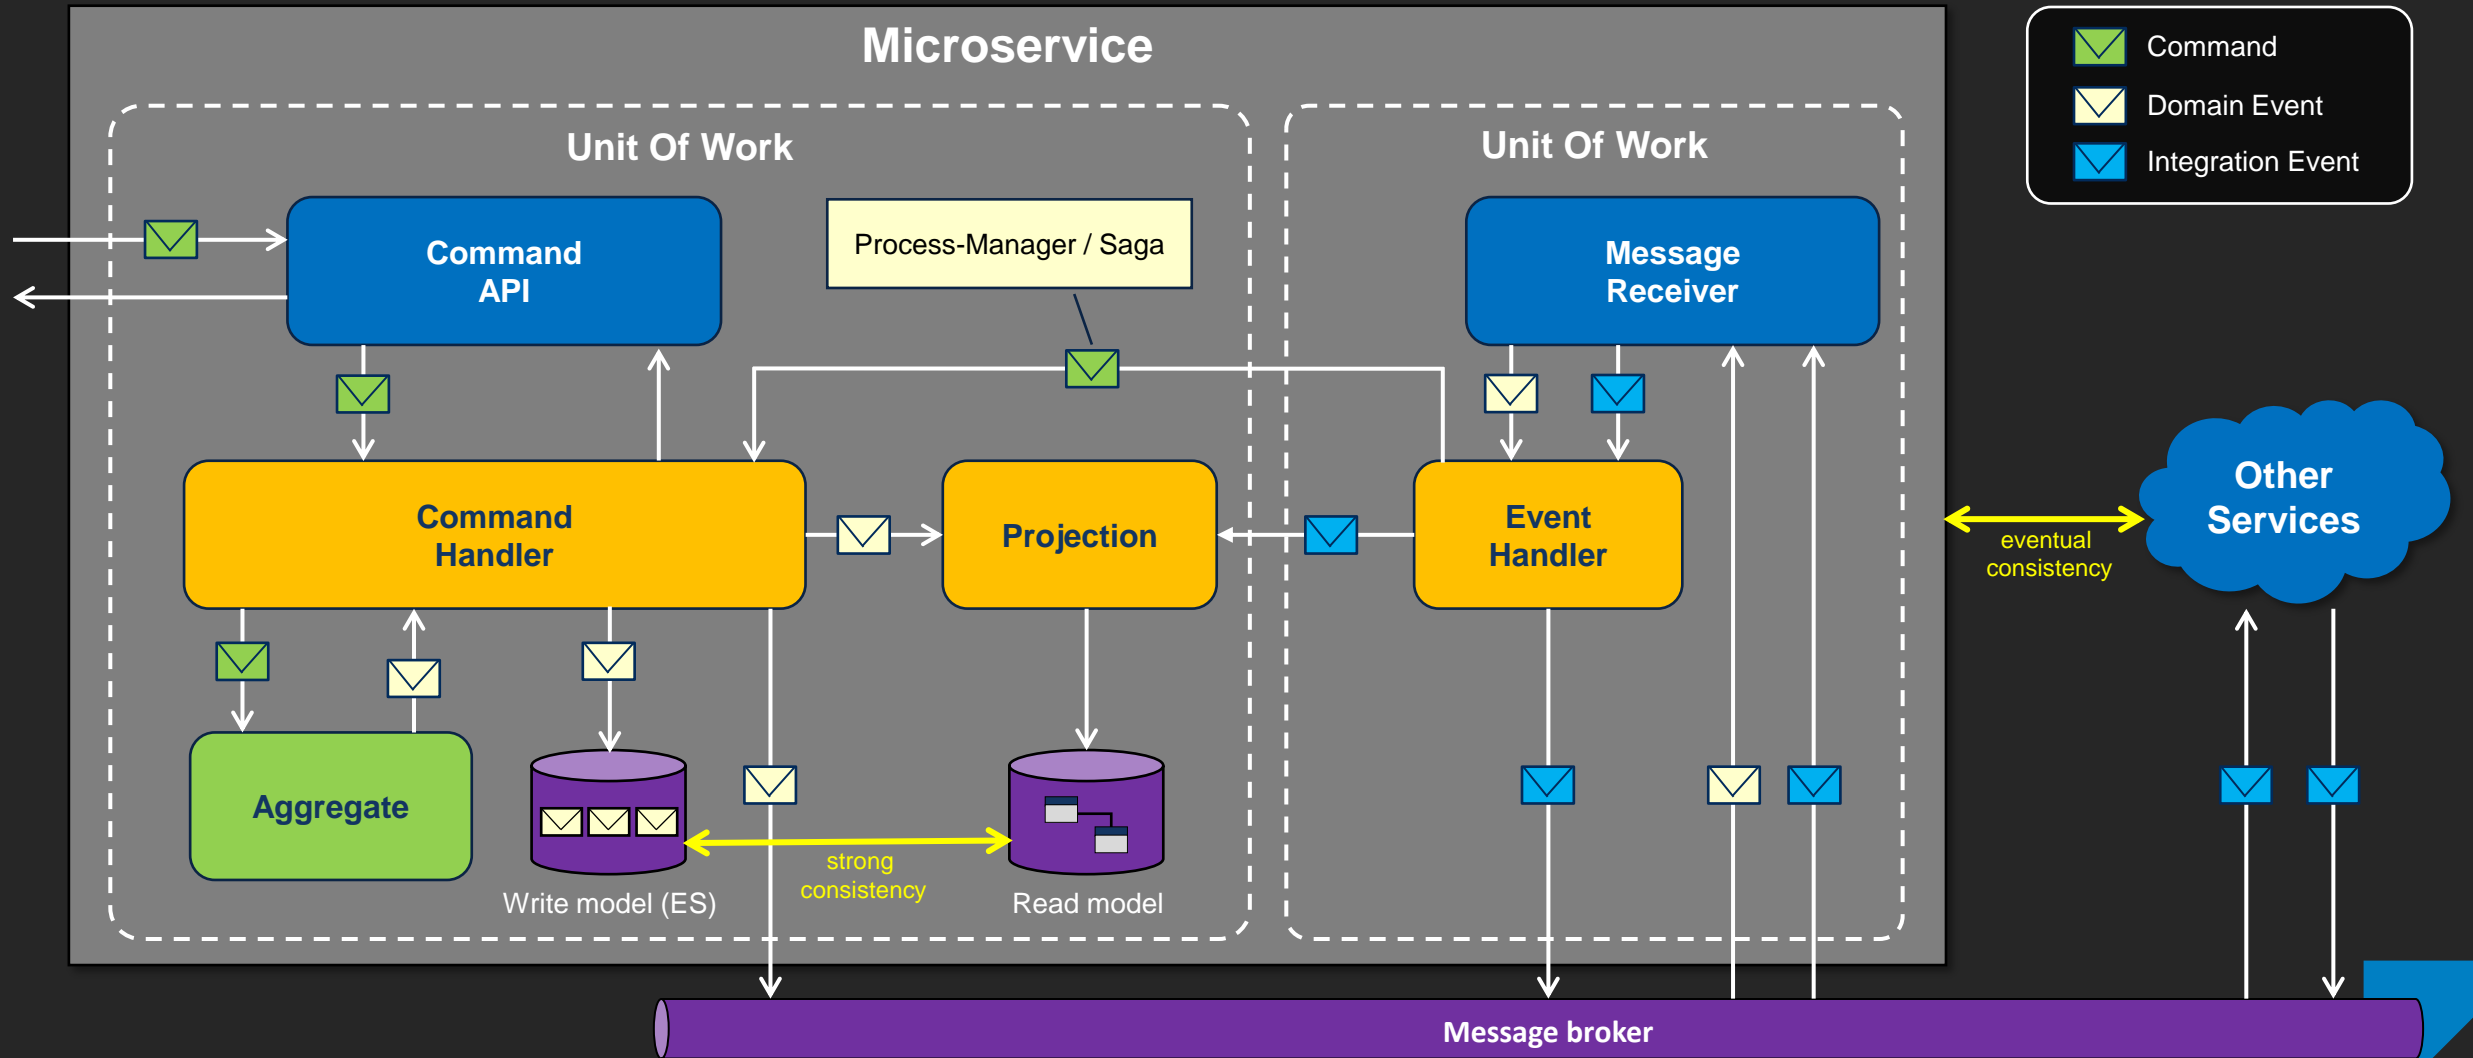 Microservice
Command
Domain Event
Integration Event
Unit Of Work
Unit Of Work
Command
API
Process-Manager / Saga
Message
Receiver
Command
Handler
Projection
Event
Handler
Other
Services
eventual
consistency
Aggregate
strong
consistency
Write model (ES)
Read model
Message broker